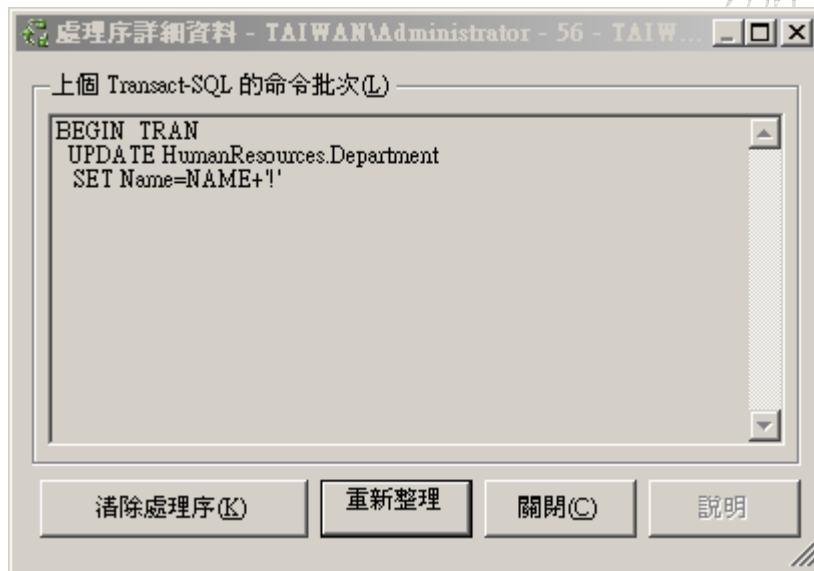 處理序詳細資料 - TAIWAN\Administrator - 56 - TAIW...
上個 Transact-SQL 的命令批次(L)
BEGIN TRAN
UPDATE HumanResources.Department
SET Name=NAME+'!'
清除處理序(K)
重新整理
關閉(C)
說明